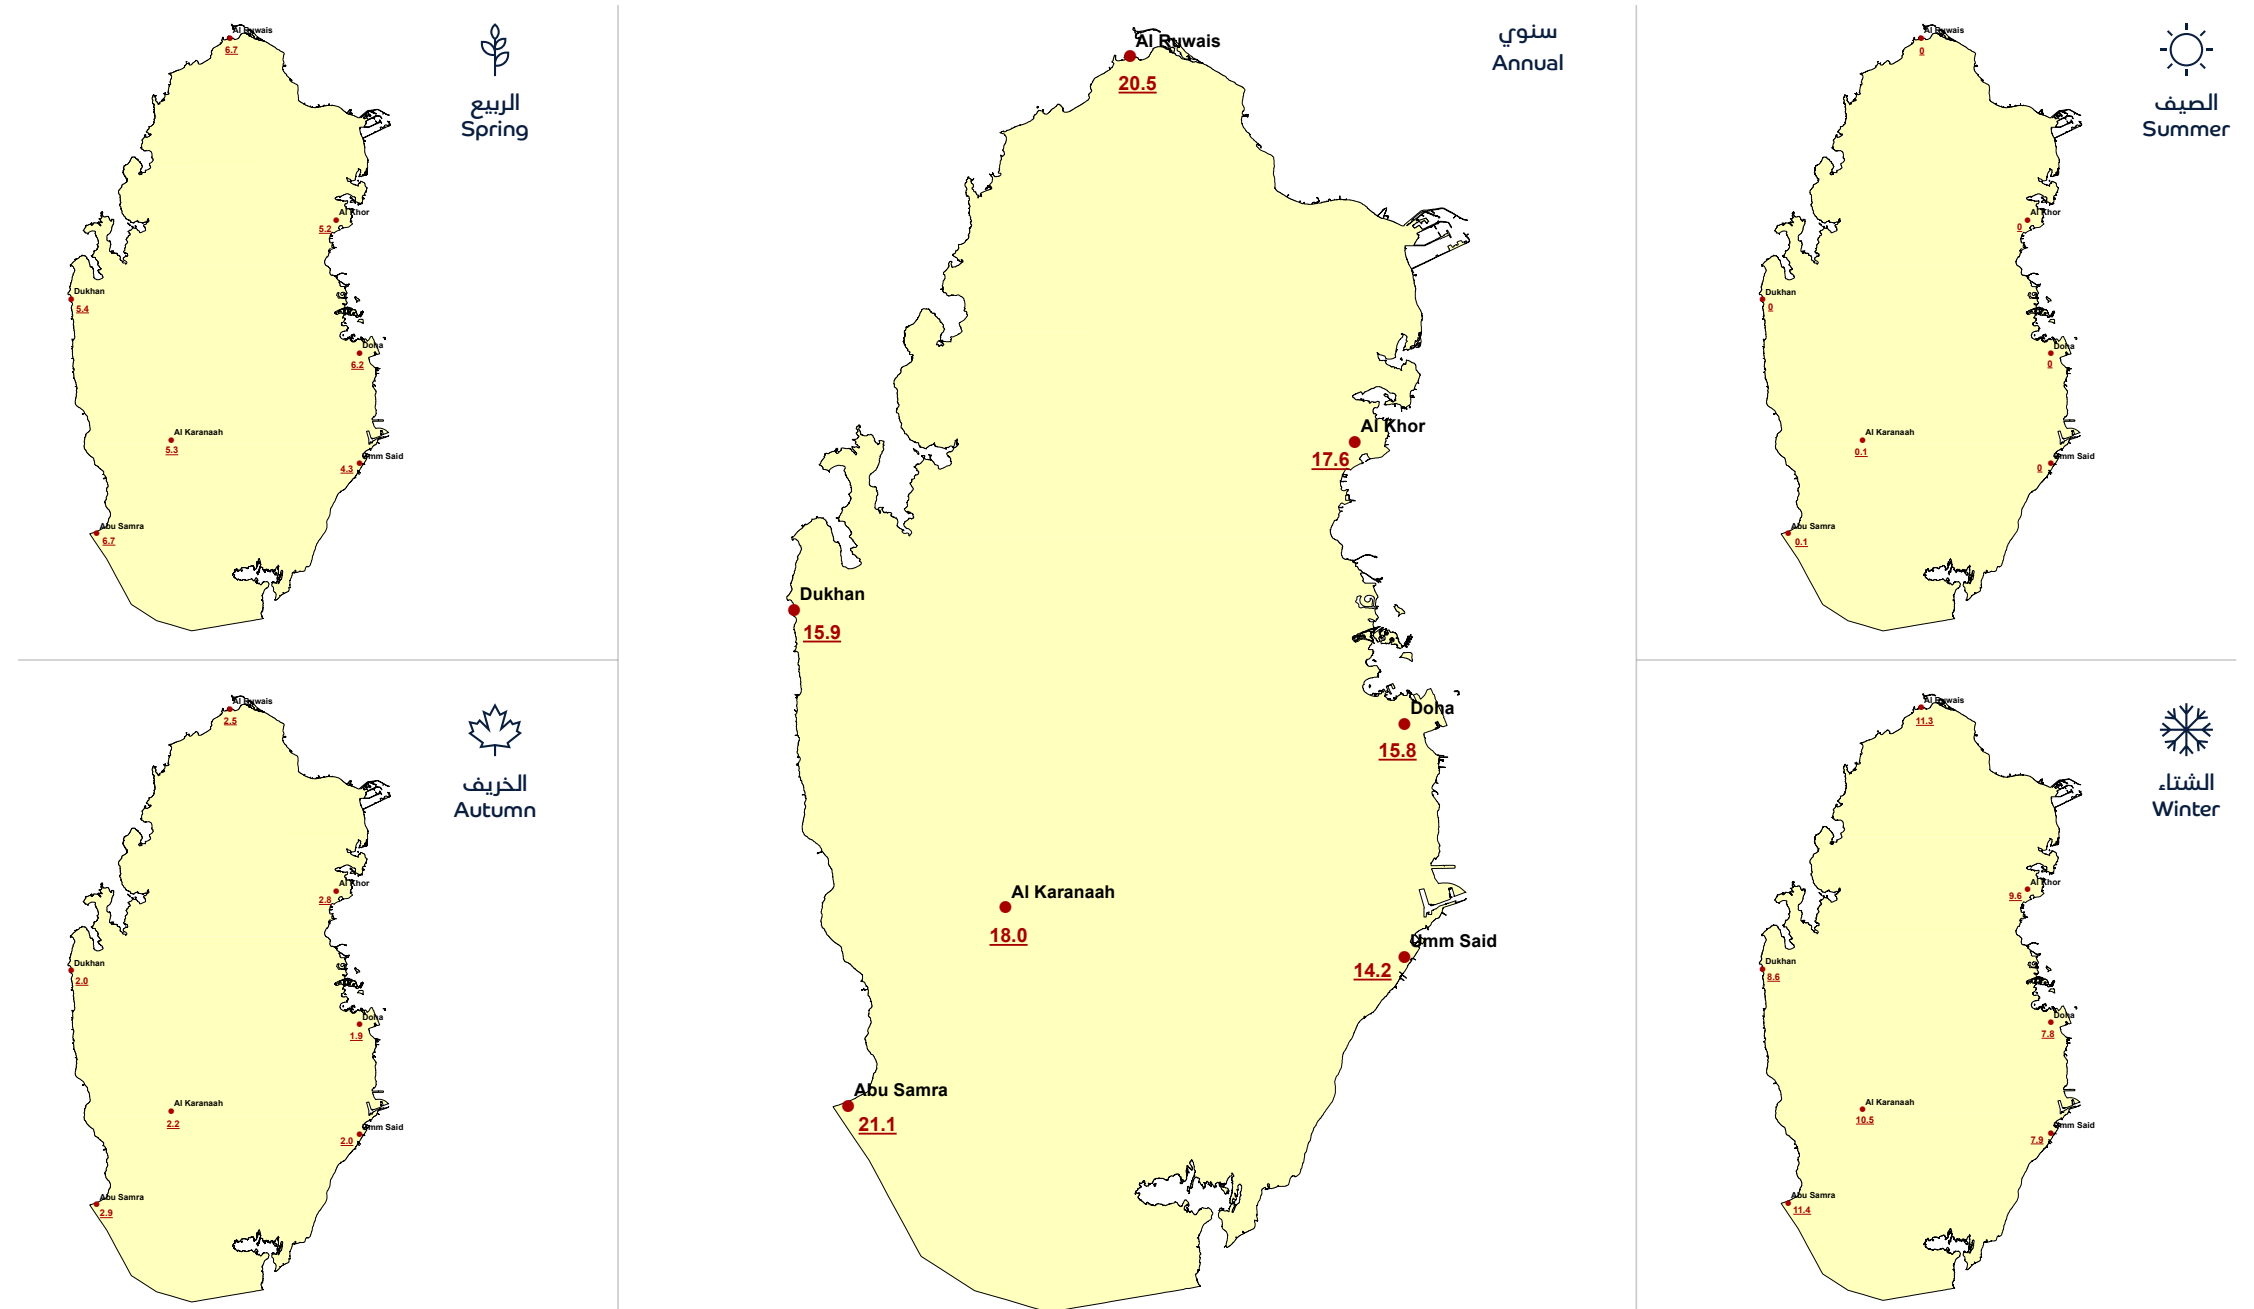 الربيع
Spring
Al Ruwais
6.7
Al Khor
5.2
Dukhan
5.4
Doha
6.2
Al Karanaah
5.3
Umm Said
4.3
Abu Samra
6.7
الخريف
Autumn
Al Ruwais
2.5
Al Khor
2.8
Dukhan
2.0
Doha
1.9
Al Karanaah
2.2
Umm Said
2.0
Abu Samra
2.9
سنوي
Annual
Al Ruwais
20.5
Al Khor
17.6
Dukhan
15.9
Doha
15.8
Al Karanaah
18.0
Umm Said
14.2
Abu Samra
21.1
الصيف
Summer
Al Ruwais
0
Al Khor
0
Dukhan
0
Doha
0
Al Karanaah
0.1
Umm Said
0
Abu Samra
0.1
الشتاء
Winter
Al Ruwais
11.3
Al Khor
9.6
Dukhan
8.6
Doha
7.8
Al Karanaah
10.5
Umm Said
7.9
Abu Samra
11.4